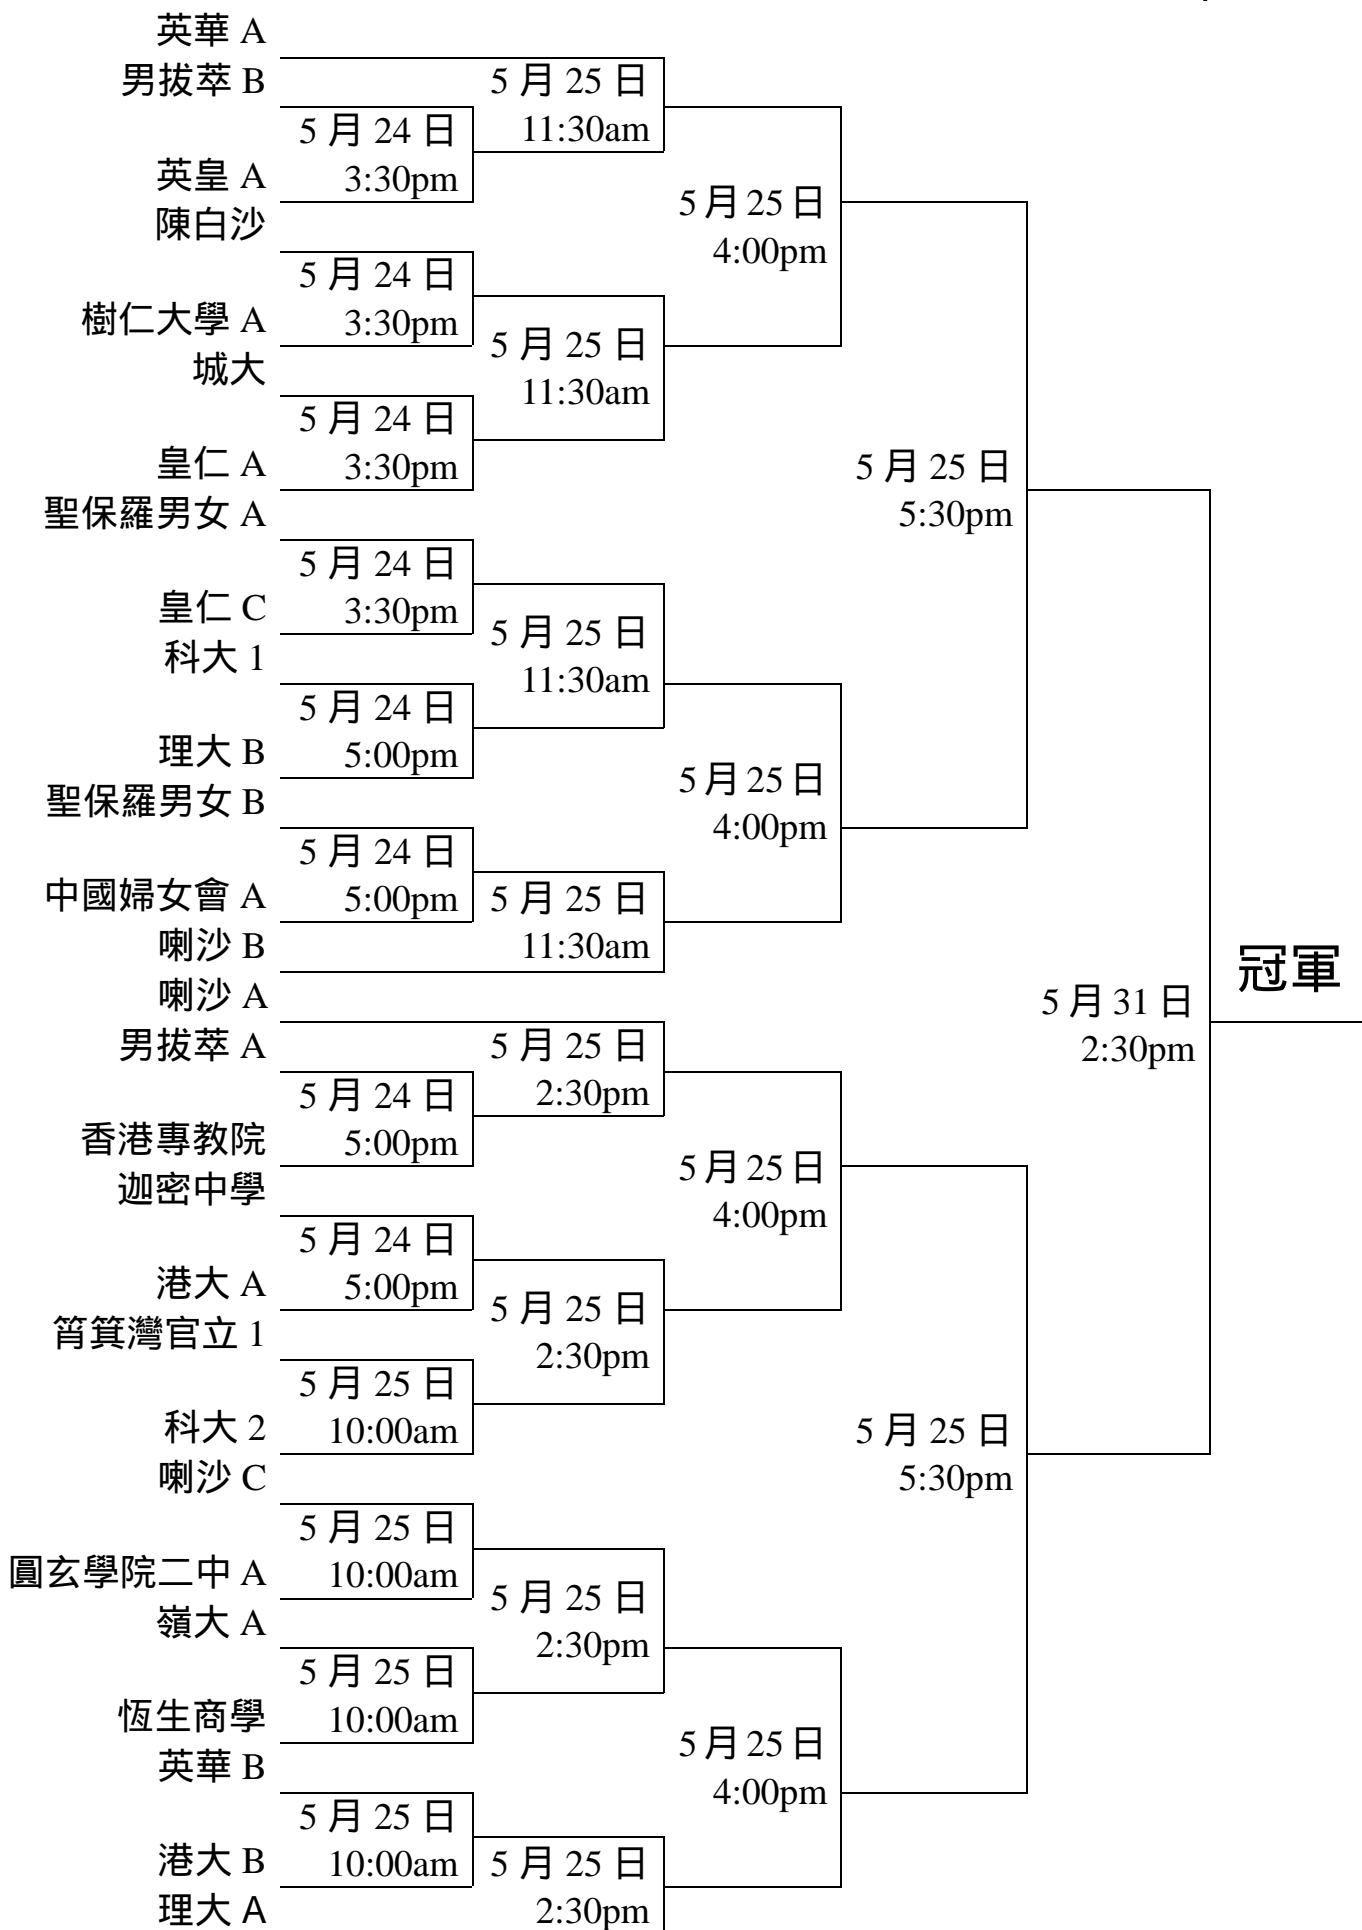 英華 A
男拔萃 B
5 月 25 日
11:30am
5 月 24 日
3:30pm
英皇 A
陳白沙
5 月 25 日
4:00pm
5 月 24 日
3:30pm
樹仁大學 A
城大
5 月 25 日
11:30am
5 月 24 日
3:30pm
皇仁 A
聖保羅男女 A
5 月 25 日
5:30pm
5 月 24 日
3:30pm
皇仁 C
科大 1
5 月 25 日
11:30am
5 月 24 日
5:00pm
理大 B
聖保羅男女 B
5 月 25 日
4:00pm
5 月 24 日
5:00pm
中國婦女會 A
喇沙 B
5 月 25 日
11:30am
冠軍
喇沙 A
男拔萃 A
5 月 31 日
2:30pm
5 月 25 日
2:30pm
5 月 24 日
5:00pm
香港專教院
迦密中學
5 月 25 日
4:00pm
5 月 24 日
5:00pm
港大 A
筲箕灣官立 1
5 月 25 日
2:30pm
5 月 25 日
10:00am
科大 2
喇沙 C
5 月 25 日
5:30pm
5 月 25 日
10:00am
圓玄學院二中 A
嶺大 A
5 月 25 日
2:30pm
5 月 25 日
10:00am
恆生商學
英華 B
5 月 25 日
4:00pm
5 月 25 日
10:00am
港大 B
理大 A
5 月 25 日
2:30pm